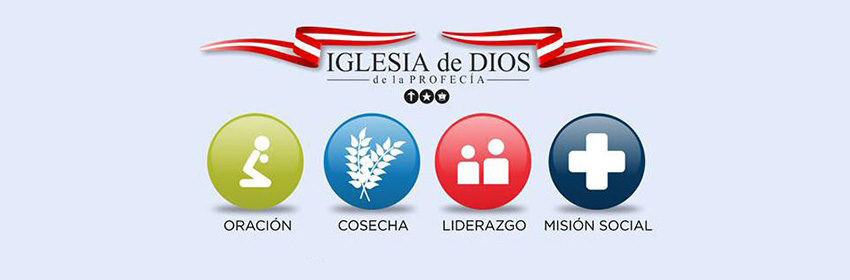 IGLESIA de DIOS
de la PROFECÍA
ORACIÓN
COSECHA
LIDERAZGO
MISIÓN SOCIAL